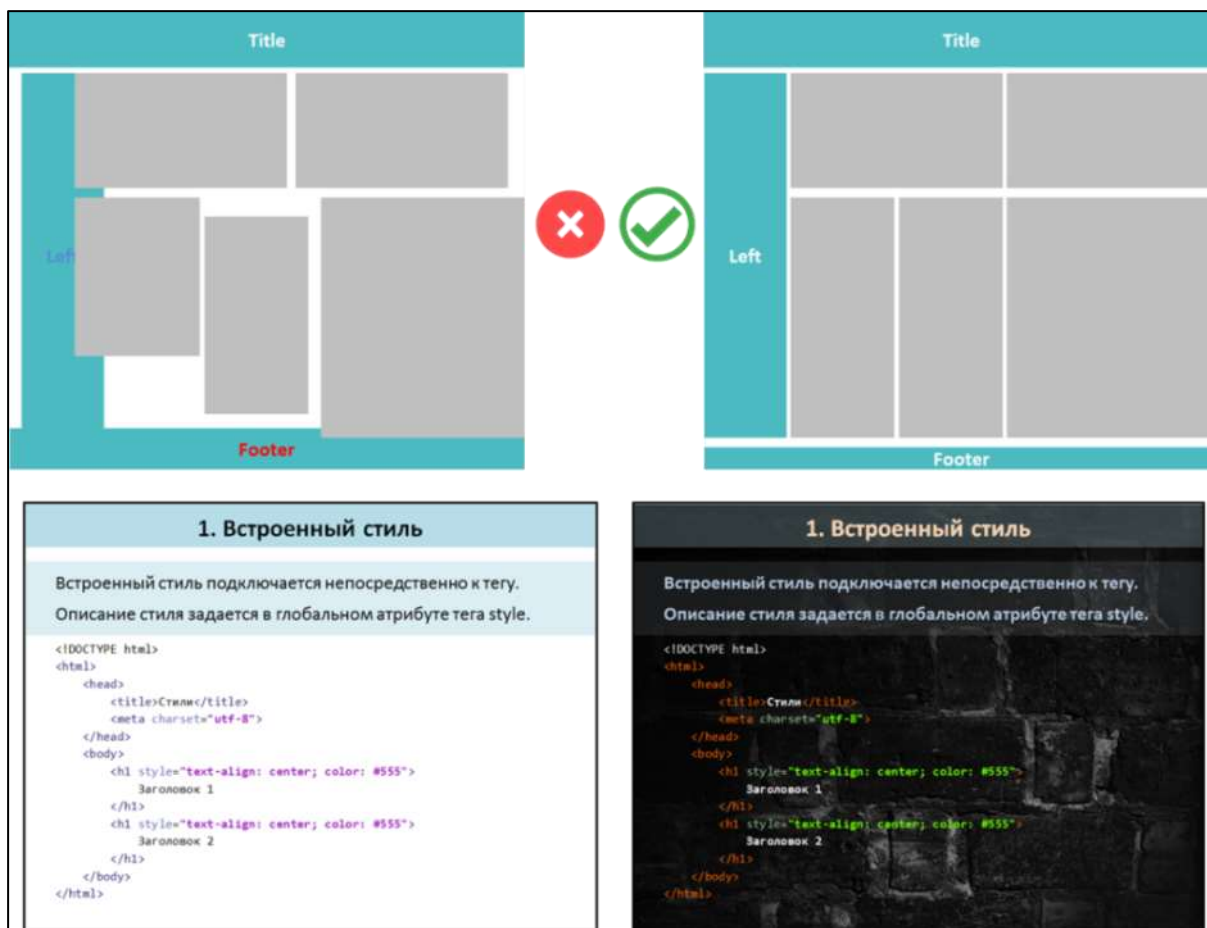 Title
Left
Footer
Title
Left
Footer
1. Встроенный стиль
Встроенный стиль подключается непосредственно к тегу.
Описание стиля задается в глобальном атрибуте тега style.
<!DOCTYPE html>
<html>
<head>
<title>Стили</title>
<meta charset="utf-8">
</head>
<body>
<h1 style="text-align: center; color: #555">
Заголовок 1
</h1>
<h1 style="text-align: center; color: #555">
Заголовок 2
</h1>
</body>
</html>
1. Встроенный стиль
Встроенный стиль подключается непосредственно к тегу.
Описание стиля задается в глобальном атрибуте тега style.
<!DOCTYPE html>
<html>
<head>
<title>Стили</title>
<meta charset="utf-8">
</head>
<body>
<h1 style="text-align: center; color: #555">
Заголовок 1
</h1>
<h1 style="text-align: center; color: #555">
Заголовок 2
</h1>
</body>
</html>